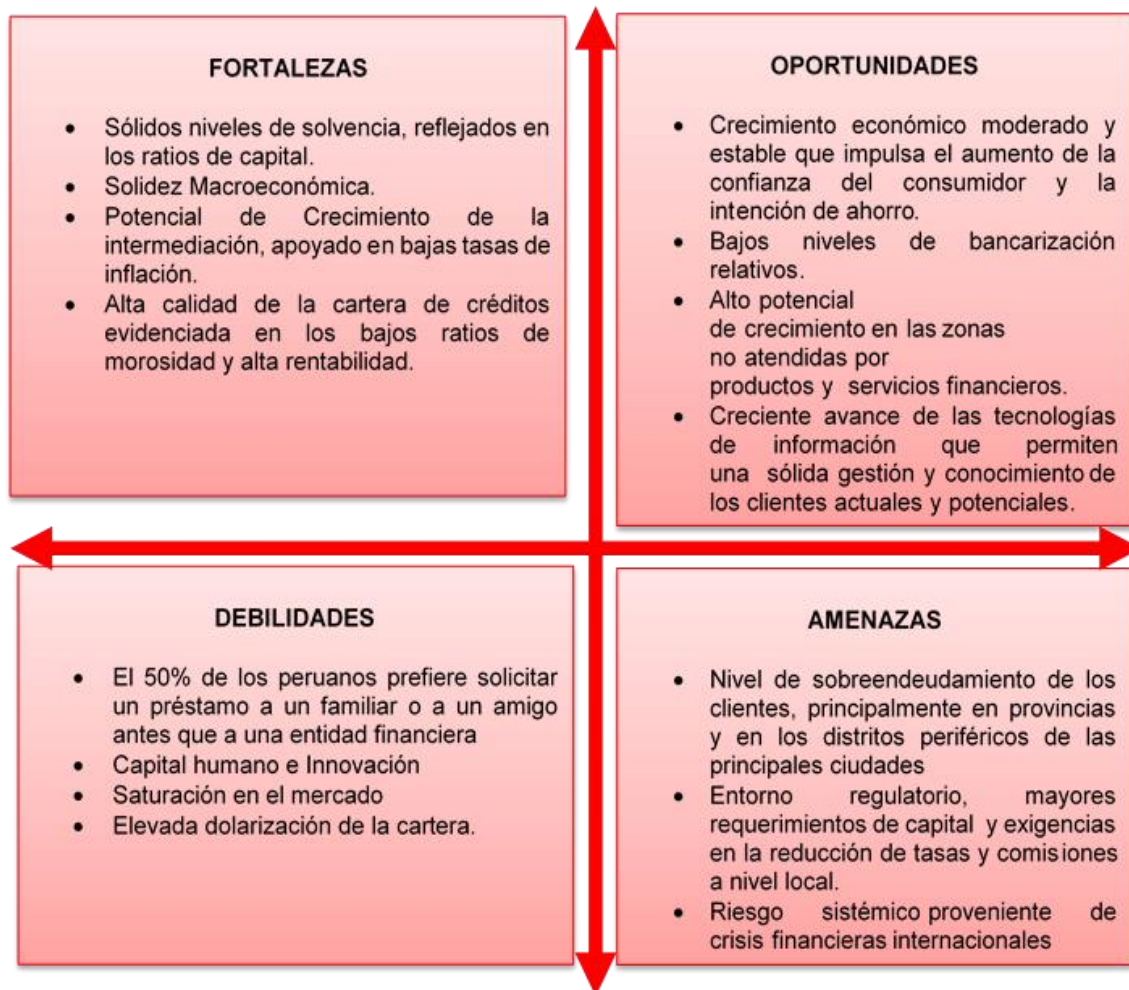 FORTALEZAS
• Sólidos niveles de solvencia, reflejados en
los ratios de capital.
• Solidez Macroeconómica.
• Potencial de Crecimiento de la
intermediación, apoyado en bajas tasas de
inflación.
• Alta calidad de la cartera de créditos
evidenciada en los bajos ratios de
morosidad y alta rentabilidad.
OPORTUNIDADES
• Crecimiento económico moderado y
estable que impulsa el aumento de la
confianza del consumidor y la
intención de ahorro.
• Bajos niveles de bancarización
relativos.
• Alto potencial
de crecimiento en las zonas
no atendidas por
productos y servicios financieros.
• Creciente avance de las tecnologías
de información que permiten
una sólida gestión y conocimiento de
los clientes actuales y potenciales.
DEBILIDADES
• El 50% de los peruanos prefiere solicitar
un préstamo a un familiar o a un amigo
antes que a una entidad financiera
• Capital humano e Innovación
• Saturación en el mercado
• Elevada dolarización de la cartera.
AMENAZAS
• Nivel de sobreendeudamiento de los
clientes, principalmente en provincias
y en los distritos periféricos de las
principales ciudades
• Entorno regulatorio, mayores
requerimientos de capital y exigencias
en la reducción de tasas y comisiones
a nivel local.
• Riesgo sistémico proveniente de
crisis financieras internacionales